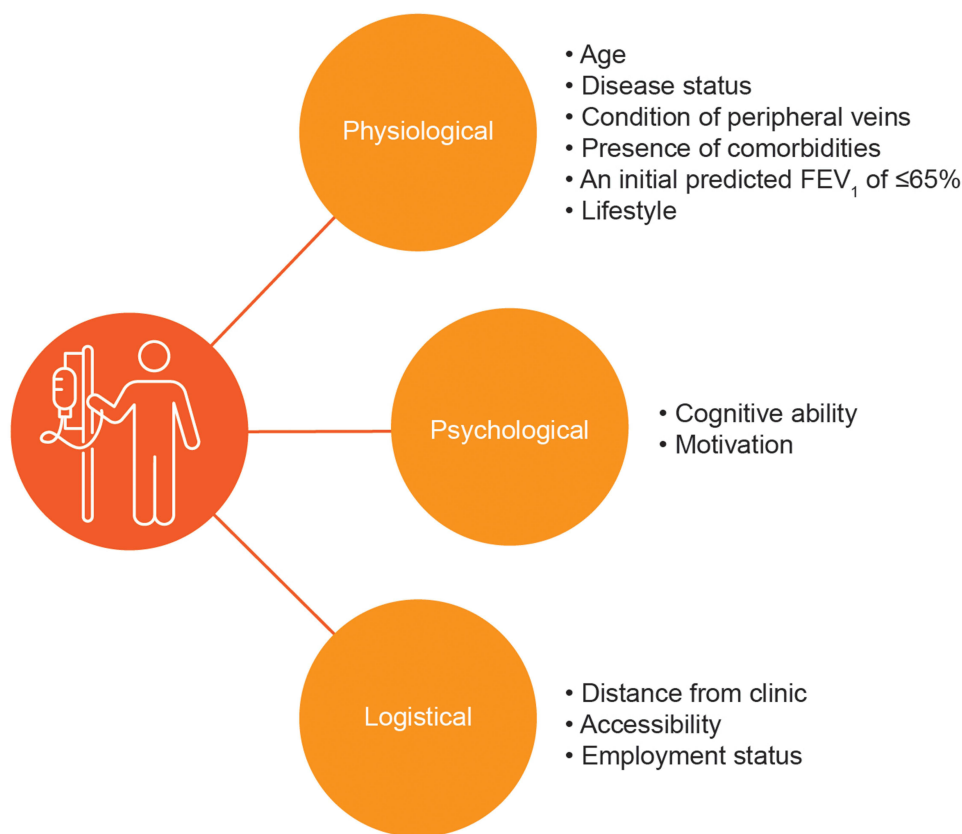 Physiological
• Age
• Disease status
• Condition of peripheral veins
• Presence of comorbidities
• An initial predicted FEV₁ of ≤65%
• Lifestyle
Psychological
• Cognitive ability
• Motivation
Logistical
• Distance from clinic
• Accessibility
• Employment status